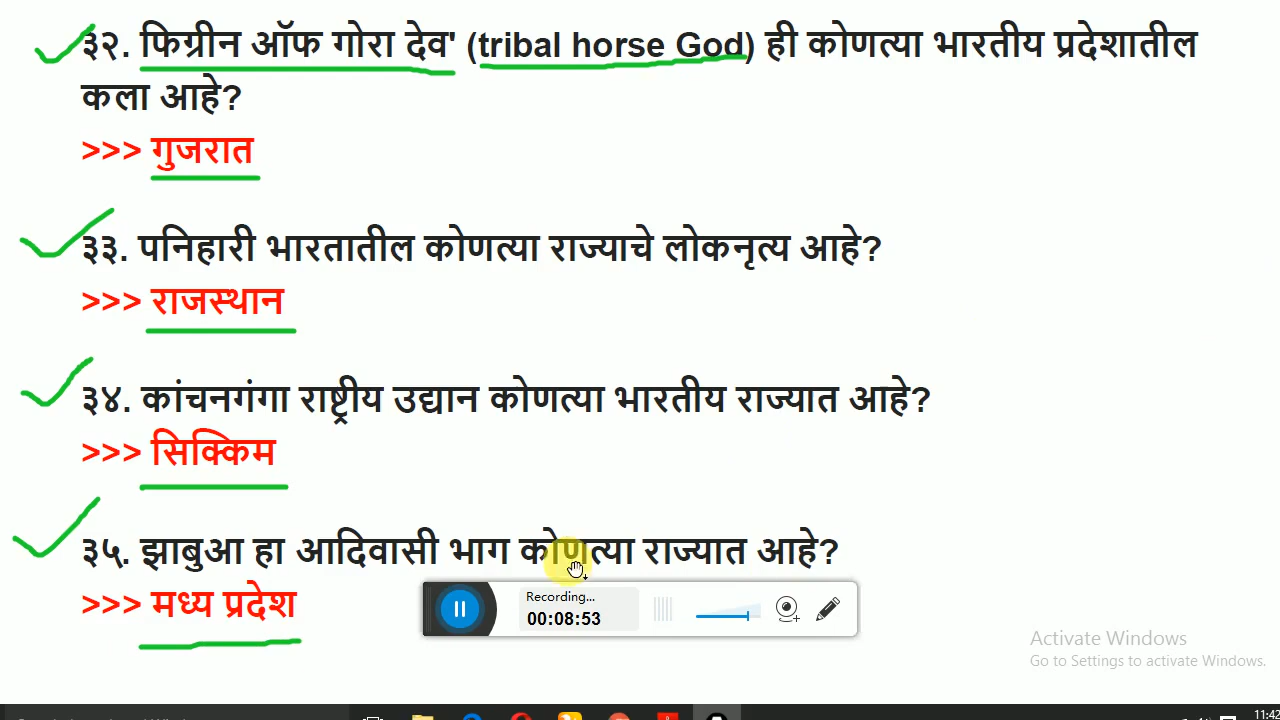 ३२. फिग्रीन ऑफ गोरा देव' (tribal horse God) ही कोणत्या भारतीय प्रदेशातील
कला आहे?
>>> गुजरात
३३. पनिहारी भारतातील कोणत्या राज्याचे लोकनृत्य आहे?
>>> राजस्थान
३४. कांचनगंगा राष्ट्रीय उद्यान कोणत्या भारतीय राज्यात आहे?
>>> सिक्किम
३५. झाबुआ हा आदिवासी भाग कोणत्या राज्यात आहे?
>>> मध्य प्रदेश
Recording...
00:08:53
Activate Windows
Go to Settings to activate Windows.
11:42